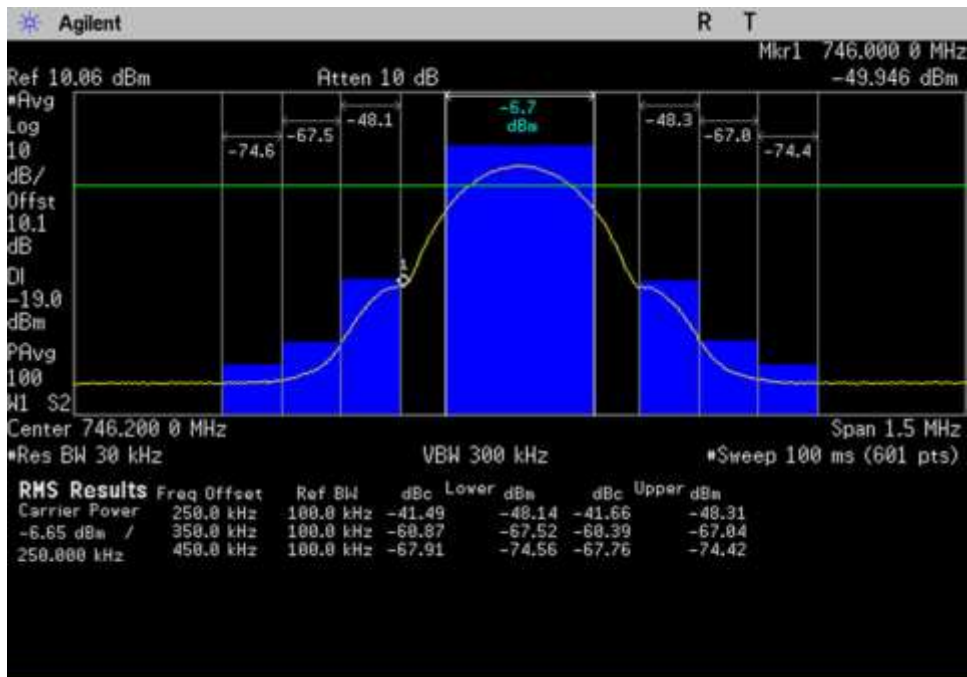 Agilent R T
Mkr1 746.000 0 MHz
Ref 10.06 dBm Atten 10 dB -49.946 dBm
#Avg
Log
10
dB/
Offst
10.1
dB
DI
-19.0
dBm
PAvg
100
W1 S2
-74.6
-67.5
-48.1
-6.7
dBm
-48.3
-67.0
-74.4
Center 746.200 0 MHz Span 1.5 MHz
#Res BW 30 kHz VBW 300 kHz #Sweep 100 ms (601 pts)
RMS Results Freq Offset Ref BW dBc Lower dBm dBc Upper dBm
Carrier Power 250.0 kHz 100.0 kHz -41.49 -48.14 -41.66 -48.31
-6.65 dBm / 350.0 kHz 100.0 kHz -60.87 -67.52 -60.39 -67.04
250.000 kHz 450.0 kHz 100.0 kHz -67.91 -74.56 -67.76 -74.42